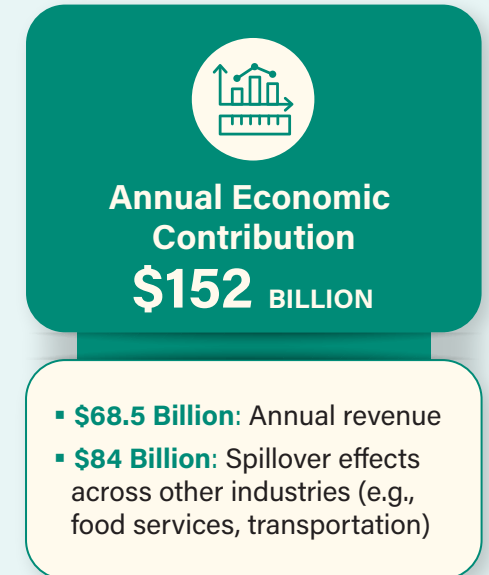 Annual Economic
Contribution
$152 BILLION
▪ $68.5 Billion: Annual revenue
▪ $84 Billion: Spillover effects
across other industries (e.g.,
food services, transportation)